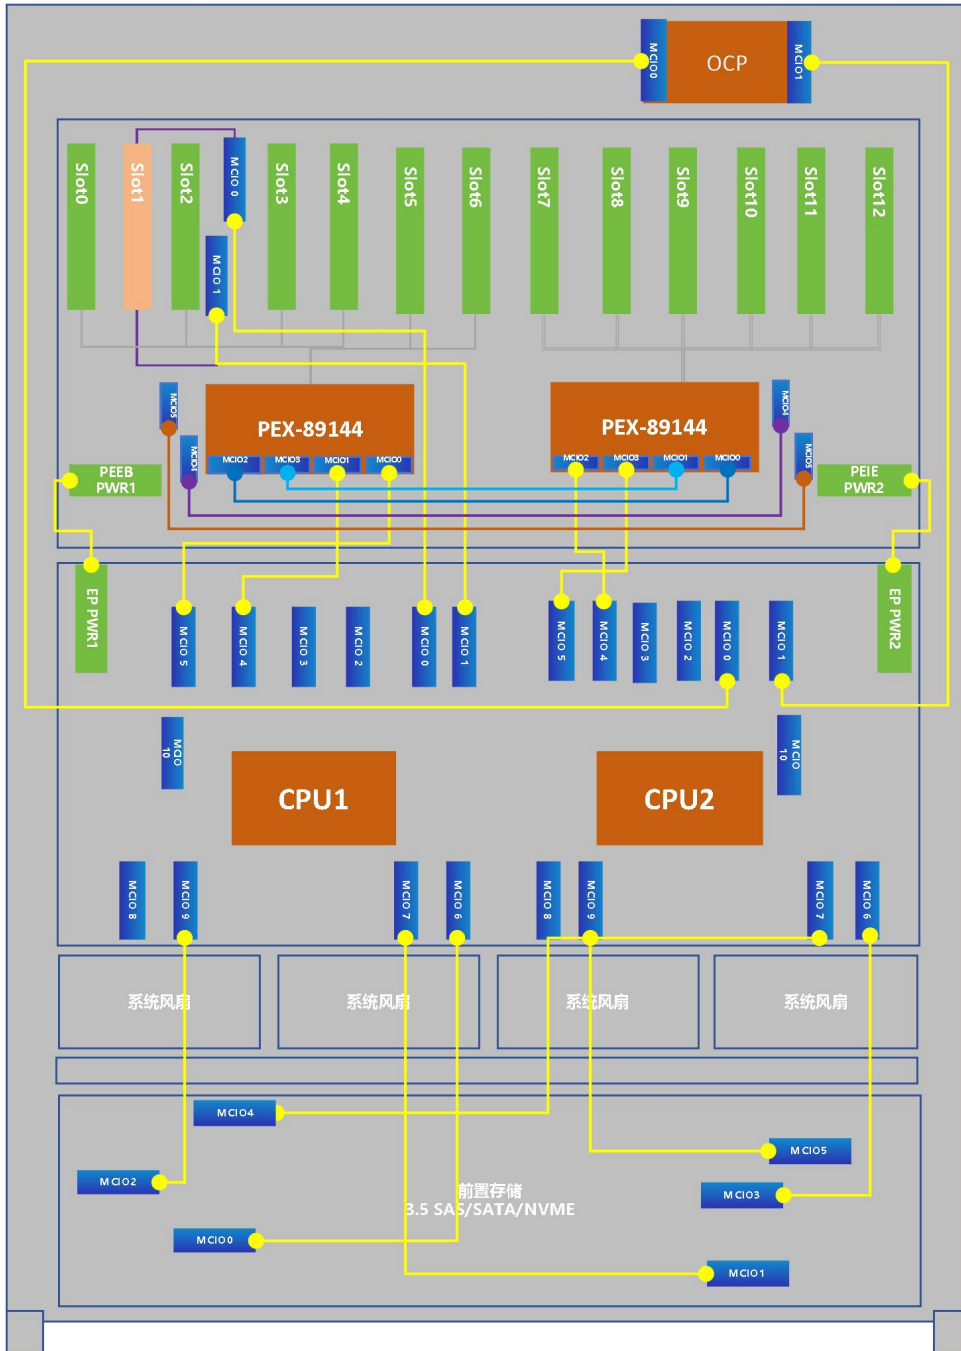 MCIO0
OCP
MCIO1
Slot0
Slot1
Slot2
MCIO 0
MCIO 1
Slot3
Slot4
Slot5
Slot6
Slot7
Slot8
Slot9
Slot10
Slot11
Slot12
MCIO5
MCIO4
PEX-89144
MCIO2
MCIO3
MCIO1
MCIO0
PEX-89144
MCIO2
MCIO3
MCIO1
MCIO0
MCIO4
MCIO5
PEEB
PWR1
PEIE
PWR2
EP PWR1
MCIO 5
MCIO 4
MCIO 3
MCIO 2
MCIO 0
MCIO 1
MCIO 5
MCIO 4
MCIO 3
MCIO 2
MCIO 0
MCIO 1
EP PWR2
MCIO
10
CPU1
CPU2
MCIO
10
MCIO 8
MCIO 9
MCIO 7
MCIO 6
MCIO 8
MCIO 9
MCIO 7
MCIO 6
系统风扇
系统风扇
系统风扇
系统风扇
MCIO4
MCIO5
MCIO2
MCIO3
前置存储
3.5 SAS/SATA/NVME
MCIO0
MCIO1